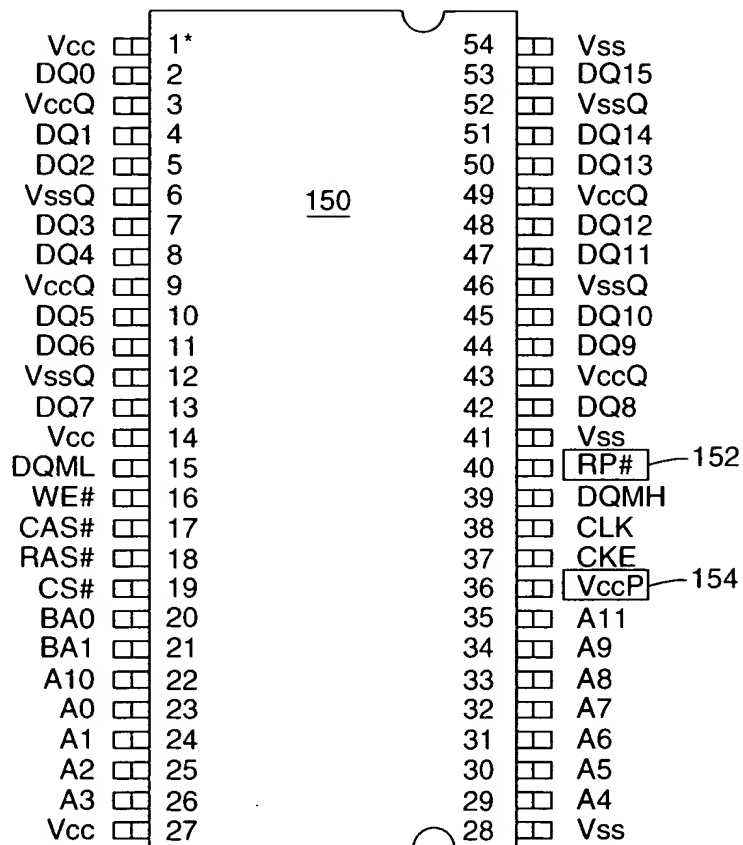 Vcc 1* 54 Vss
DQ0 2 53 DQ15
VccQ 3 52 VssQ
DQ1 4 51 DQ14
DQ2 5 50 DQ13
VssQ 6 150 49 VccQ
DQ3 7 48 DQ12
DQ4 8 47 DQ11
VccQ 9 46 VssQ
DQ5 10 45 DQ10
DQ6 11 44 DQ9
VssQ 12 43 VccQ
DQ7 13 42 DQ8
Vcc 14 41 Vss
DQML 15 40 RP# 152
WE# 16 39 DQMH
CAS# 17 38 CLK
RAS# 18 37 CKE
CS# 19 36 VccP 154
BA0 20 35 A11
BA1 21 34 A9
A10 22 33 A8
A0 23 32 A7
A1 24 31 A6
A2 25 30 A5
A3 26 29 A4
Vcc 27 28 Vss